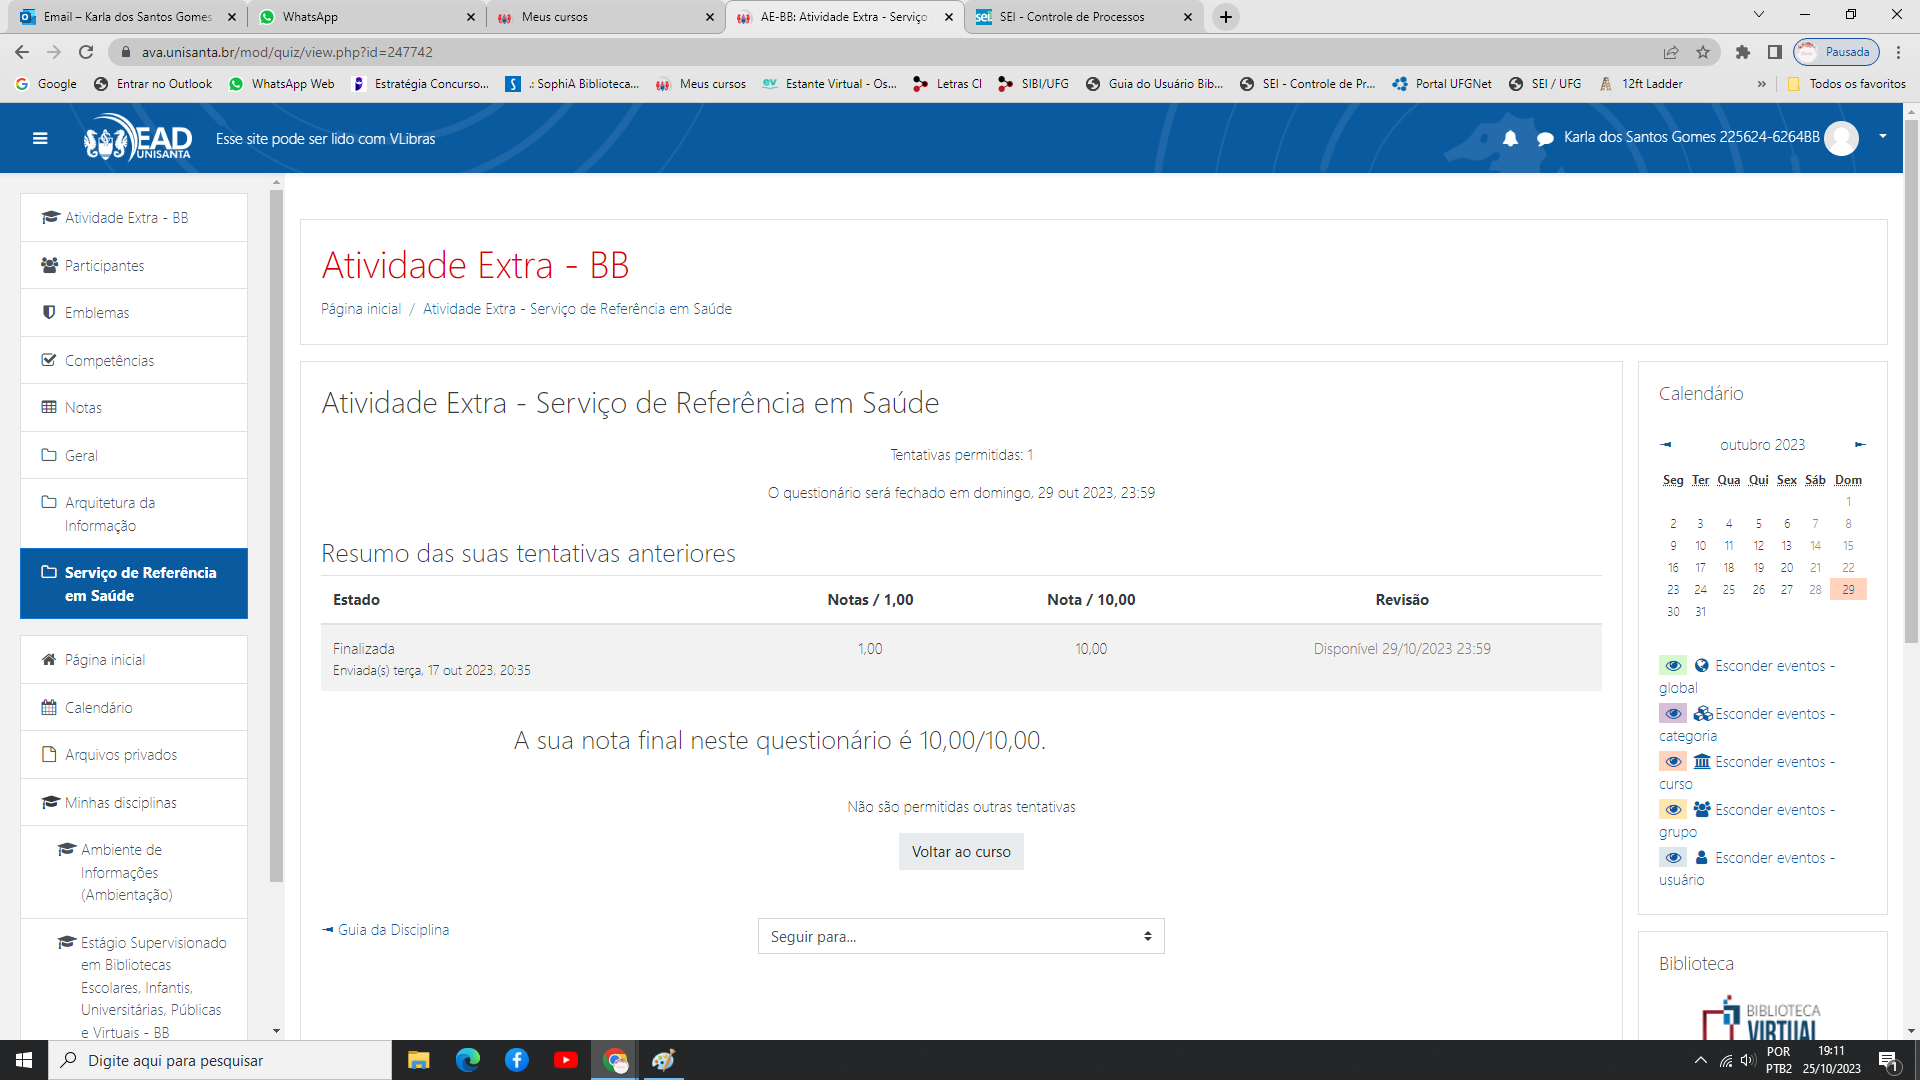 Email – Karla dos Santos Gomes
WhatsApp
Meus cursos
AE-BB: Atividade Extra - Serviço
sei. SEI - Controle de Processos
ava.unisanta.br/mod/quiz/view.php?id=247742
Pausada
Google
Entrar no Outlook
WhatsApp Web
Estratégia Concurso...
.: SophiA Biblioteca...
Meus cursos
Estante Virtual - Os...
Letras CI
SIBI/UFG
Guia do Usuário Bib...
SEI - Controle de Pr...
Portal UFGNet
SEI / UFG
12ft Ladder
»
Todos os favoritos
EAD
UNISANTA
Esse site pode ser lido com VLibras
Karla dos Santos Gomes 225624-6264BB
Atividade Extra - BB
Participantes
Emblemas
Competências
Notas
Geral
Arquitetura da
Informação
Serviço de Referência
em Saúde
Página inicial
Calendário
Arquivos privados
Minhas disciplinas
Ambiente de
Informações
(Ambientação)
Estágio Supervisionado
em Bibliotecas
Escolares, Infantis,
Universitárias, Públicas
e Virtuais - BB
Atividade Extra - BB
Página inicial / Atividade Extra - Serviço de Referência em Saúde
Atividade Extra - Serviço de Referência em Saúde
Tentativas permitidas: 1
O questionário será fechado em domingo, 29 out 2023, 23:59
Resumo das suas tentativas anteriores
Estado Notas / 1,00 Nota / 10,00 Revisão
Finalizada 1,00 10,00 Disponível 29/10/2023 23:59
Enviada(s) terça, 17 out 2023, 20:35
A sua nota final neste questionário é 10,00/10,00.
Não são permitidas outras tentativas
Voltar ao curso
◄ Guia da Disciplina
Seguir para...
Calendário
◄ outubro 2023 ►
Seg Ter Qua Qui Sex Sáb Dom
1
2 3 4 5 6 7 8
9 10 11 12 13 14 15
16 17 18 19 20 21 22
23 24 25 26 27 28 29
30 31
Esconder eventos -
global
Esconder eventos -
categoria
Esconder eventos -
curso
Esconder eventos -
grupo
Esconder eventos -
usuário
Biblioteca
BIBLIOTECA
VIRTUAL
Digite aqui para pesquisar
POR
PTB2
19:11
25/10/2023
1